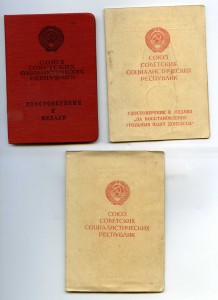 СОЮЗ
СОВЕТСКИХ
СОЦИАЛИСТИЧЕСКИХ
РЕСПУБЛИК
УДОСТОВЕРЕНИЕ
К
МЕДАЛИ
СОЮЗ
СОВЕТСКИХ
СОЦИАЛИСТИЧЕСКИХ
РЕСПУБЛИК
УДОСТОВЕРЕНИЕ К МЕДАЛИ
„ЗА ВОССТАНОВЛЕНИЕ
УГОЛЬНЫХ ШАХТ ДОНБАССА“
СОЮЗ
СОВЕТСКИХ
СОЦИАЛИСТИЧЕСКИХ
РЕСПУБЛИК